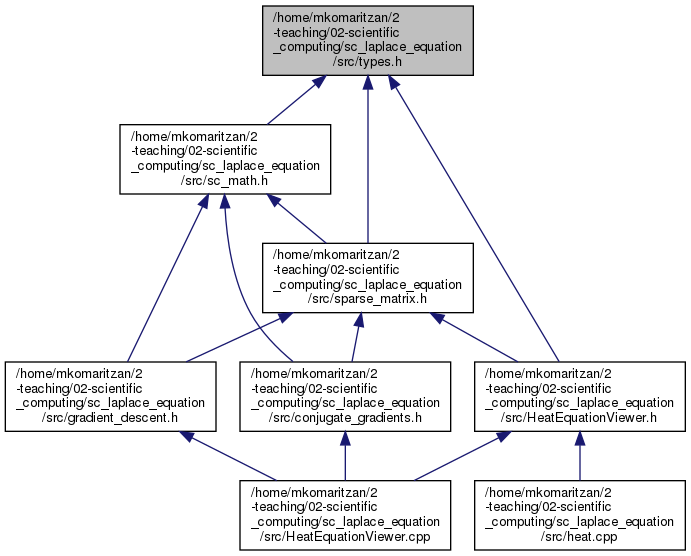 /home/mkomaritzan/2
-teaching/02-scientific
_computing/sc_laplace_equation
/src/types.h
/home/mkomaritzan/2
-teaching/02-scientific
_computing/sc_laplace_equation
/src/sc_math.h
/home/mkomaritzan/2
-teaching/02-scientific
_computing/sc_laplace_equation
/src/sparse_matrix.h
/home/mkomaritzan/2
-teaching/02-scientific
_computing/sc_laplace_equation
/src/gradient_descent.h
/home/mkomaritzan/2
-teaching/02-scientific
_computing/sc_laplace_equation
/src/conjugate_gradients.h
/home/mkomaritzan/2
-teaching/02-scientific
_computing/sc_laplace_equation
/src/HeatEquationViewer.h
/home/mkomaritzan/2
-teaching/02-scientific
_computing/sc_laplace_equation
/src/HeatEquationViewer.cpp
/home/mkomaritzan/2
-teaching/02-scientific
_computing/sc_laplace_equation
/src/heat.cpp